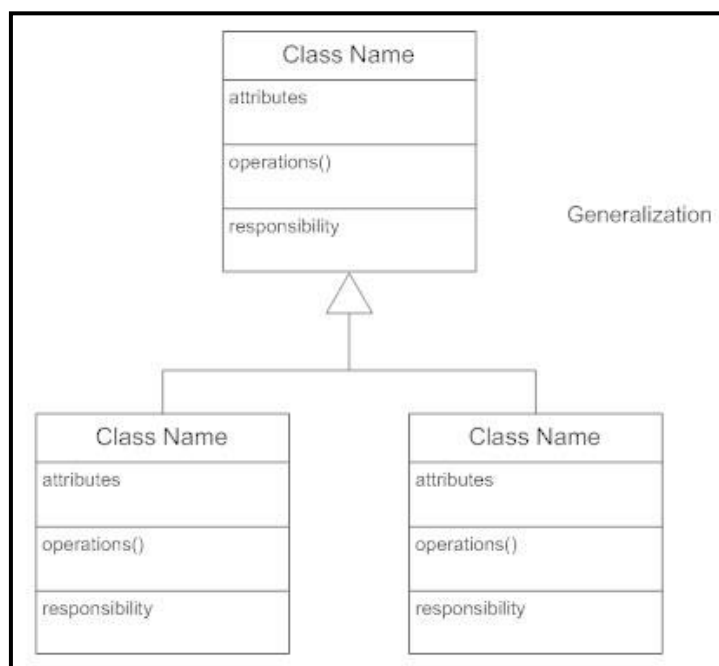 Class Name
attributes
operations()
responsibility
Generalization
Class Name
attributes
operations()
responsibility
Class Name
attributes
operations()
responsibility